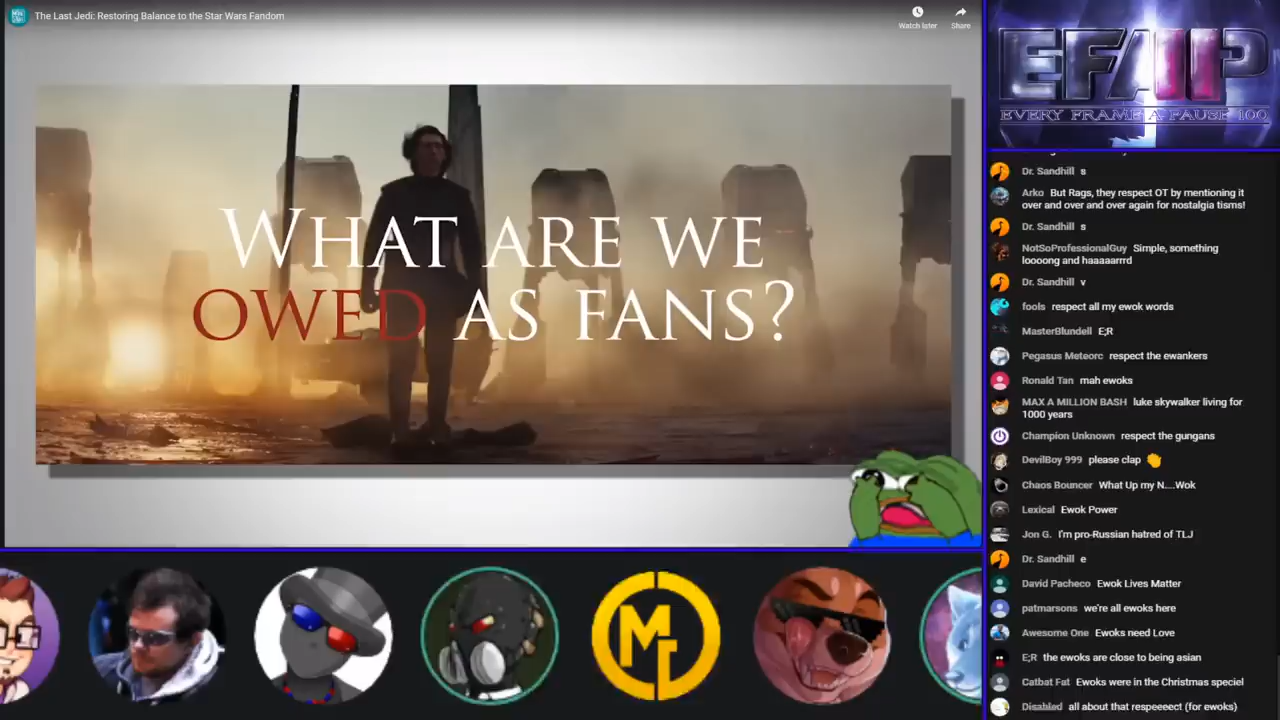 The Last Jedi: Restoring Balance to the Star Wars Fandom
Watch later
Share
WHAT ARE WE
OWED AS FANS?
EFAP
EVERY FRAME A PAUSE 100
Dr. Sandhill s
Arko But Rags, they respect OT by mentioning it
over and over and over again for nostalgia tisms!
Dr. Sandhill s
NotSoProfessionalGuy Simple, something
loooong and haaaarrrd
Dr. Sandhill v
fools respect all my ewok words
MasterBlundell E;R
Pegasus Meteorc respect the ewankers
Ronald Tan mah ewoks
MAX A MILLION BASH luke skywalker living for
1000 years
Champion Unknown respect the gungans
DevilBoy 999 please clap 👏
Chaos Bouncer What Up my N....Wok
Lexical Ewok Power
Jon G. I'm pro-Russian hatred of TLJ
Dr. Sandhill e
David Pacheco Ewok Lives Matter
patmarsons we're all ewoks here
Awesome One Ewoks need Love
E;R the ewoks are close to being asian
Catbat Fat Ewoks were in the Christmas speciel
Disabled all about that respeeeect (for ewoks)